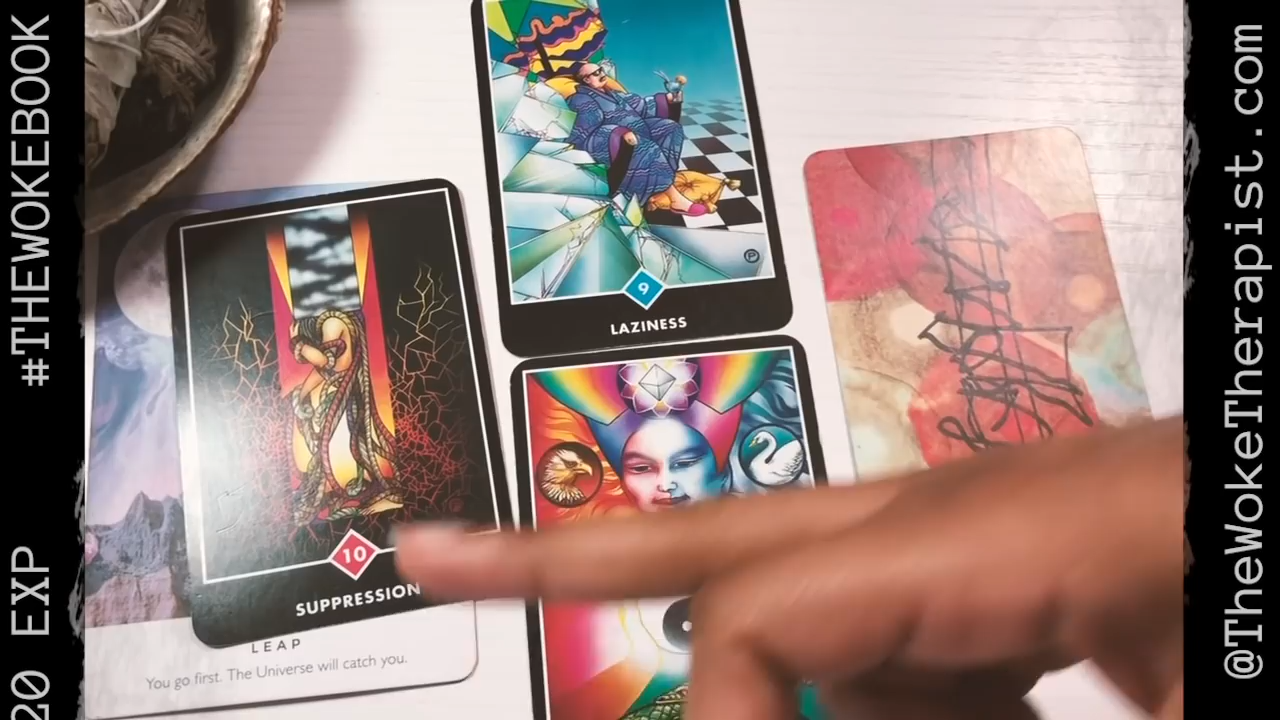 #THEWOKEBOOK
20 EXP
9
LAZINESS
10
SUPPRESSION
LEAP
You go first. The Universe will catch you.
@TheWokeTherapist.com